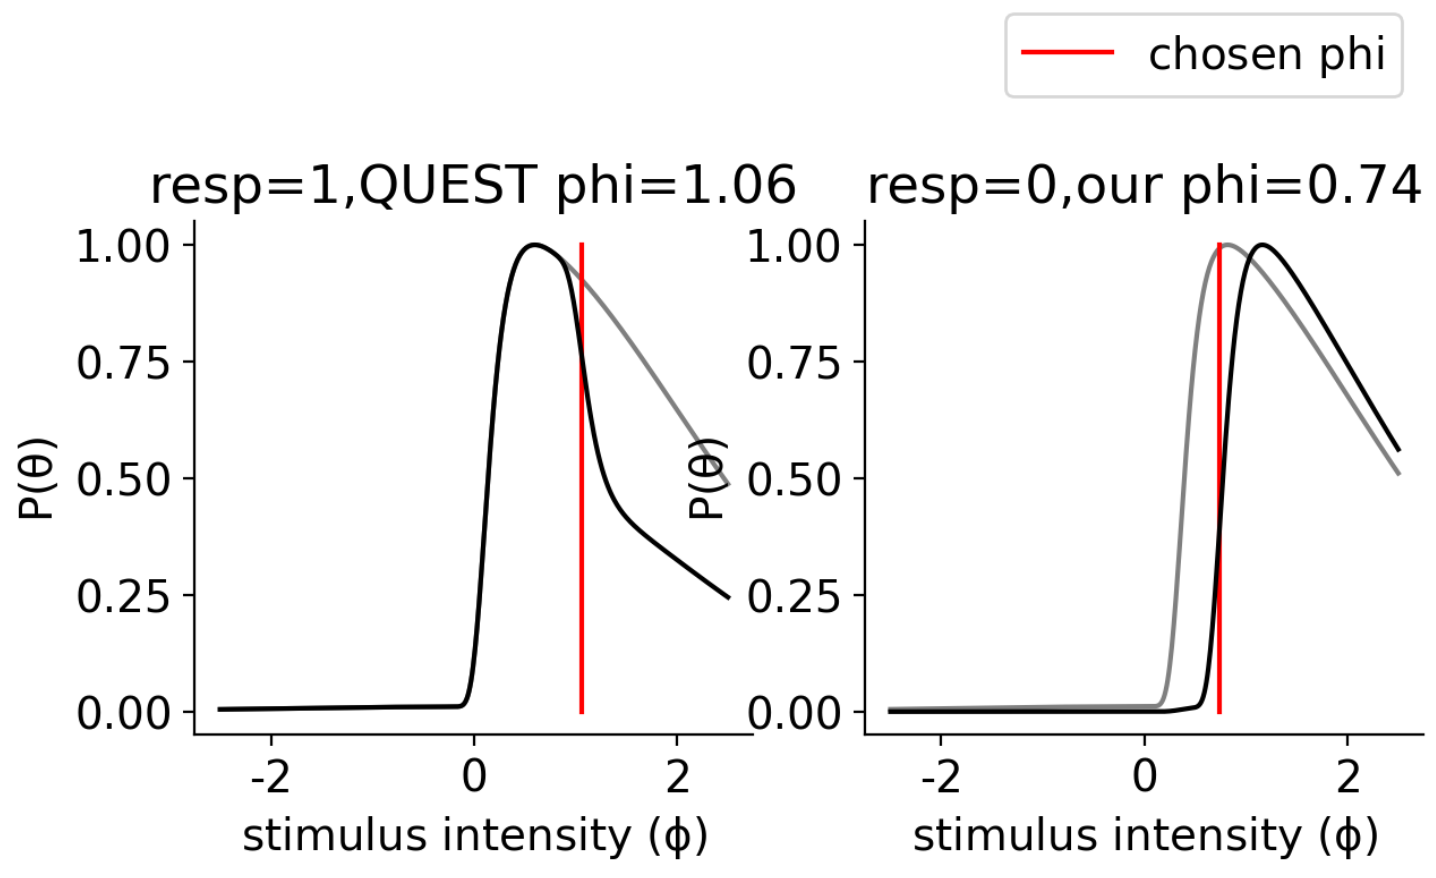 chosen phi
resp=1,QUEST phi=1.06
resp=0,our phi=0.74
1.00
0.75
0.50
0.25
0.00
P(θ)
-2
0
2
stimulus intensity (ϕ)
1.00
0.75
0.50
0.25
0.00
P(θ)
-2
0
2
stimulus intensity (ϕ)